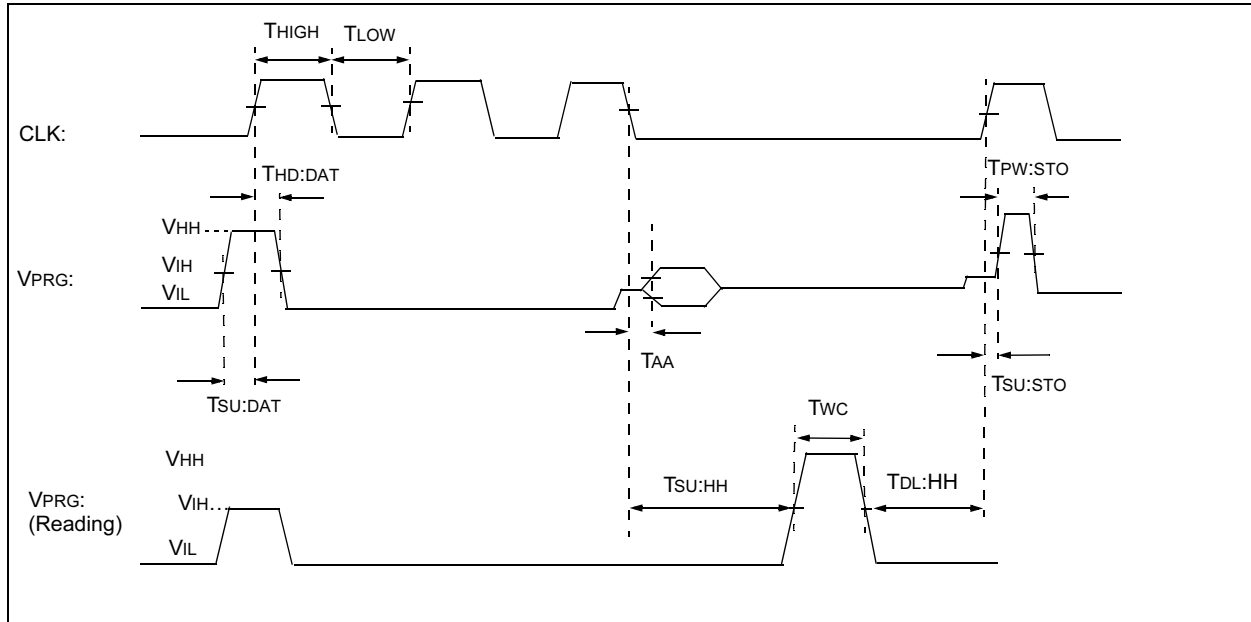 THIGH TLOW
CLK:
THD:DAT TPW:STO
VHH
VIH
VPRG:
VIL
TAA
TSU:STO
TSU:DAT
TWC
VHH
TSU:HH TDL:HH
VPRG:
(Reading)
VIH...
VIL